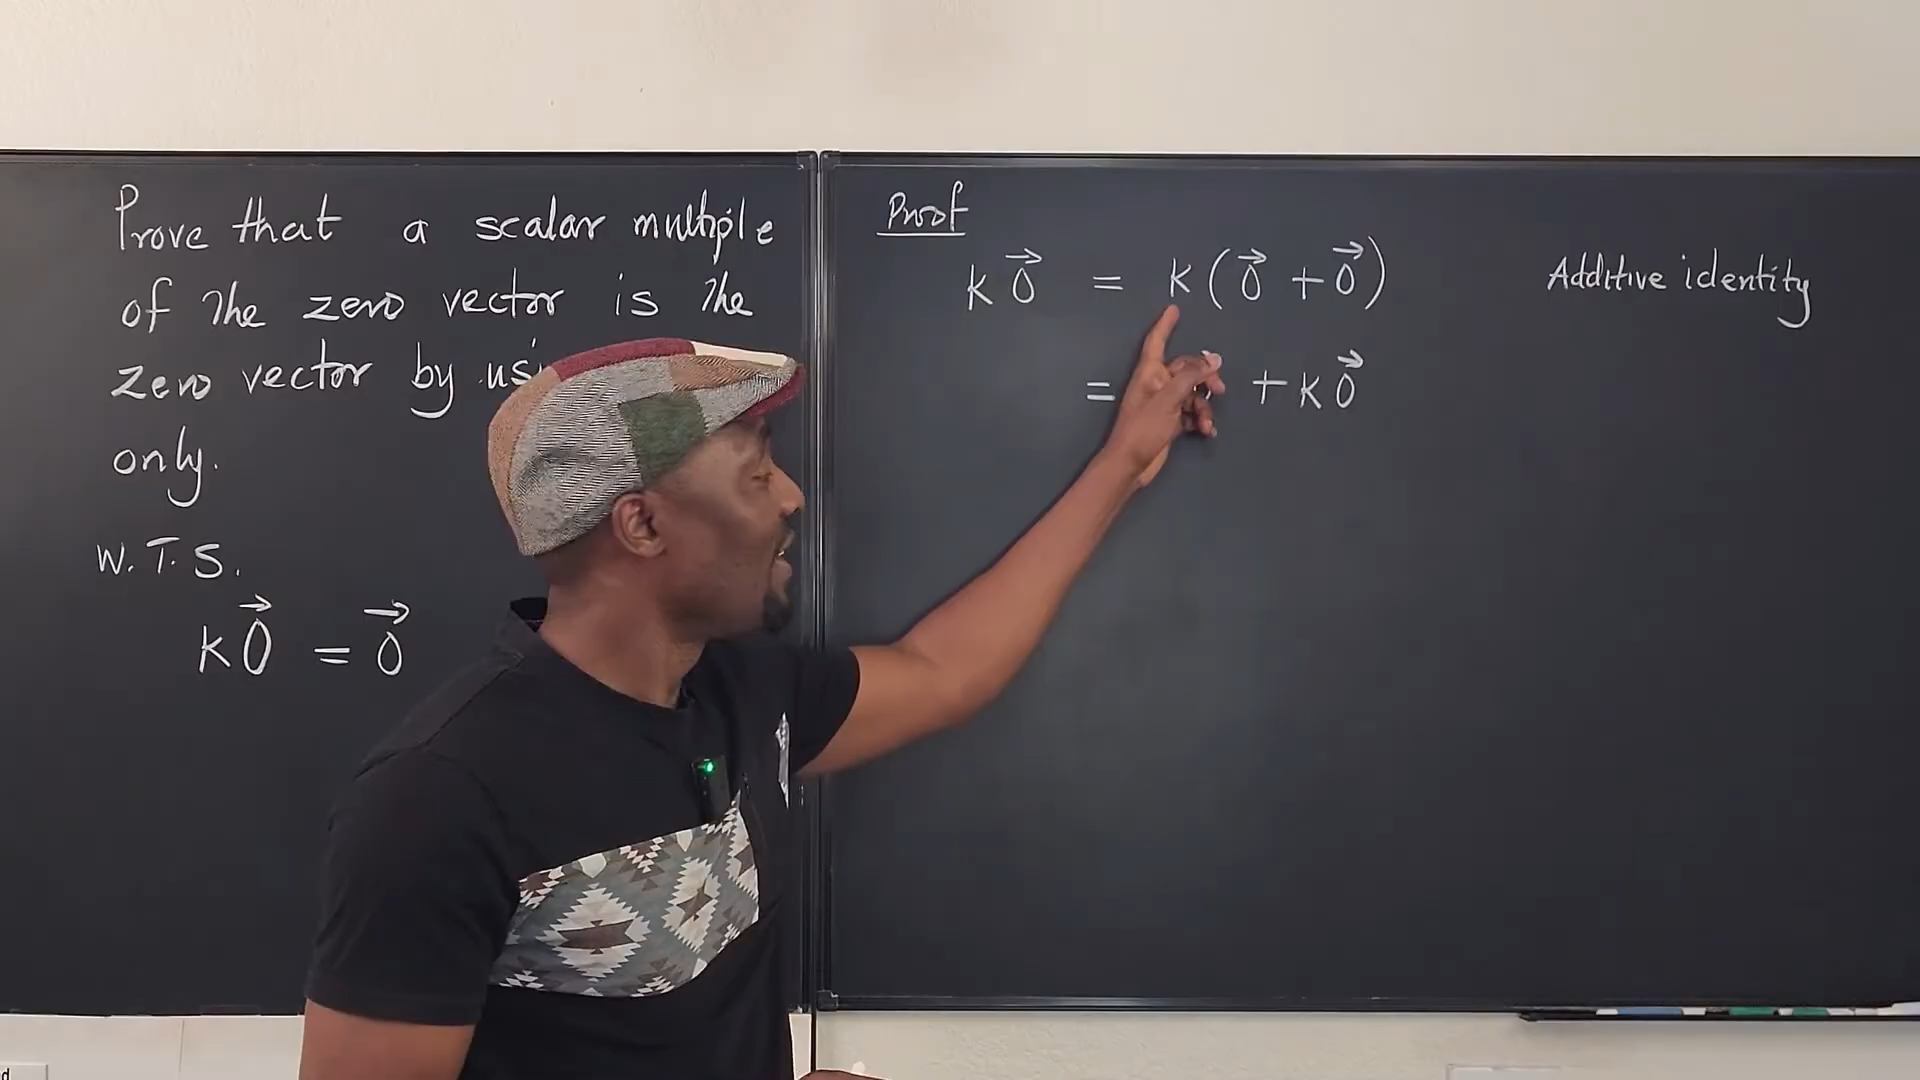 Prove that a scalar multiple
of the zero vector is the
zero vector by
only.
W.T.S.
k0⃗ = 0⃗
Proof
k0⃗ = k(0⃗ + 0⃗) Additive identity
= + k0⃗